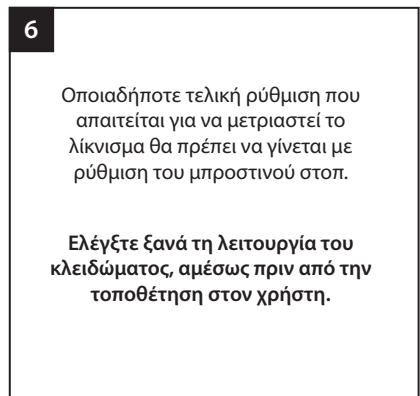 6
Οποιαδήποτε τελική ρύθμιση που
απαιτείται για να μετριαστεί το
λίκνισμα θα πρέπει να γίνεται με
ρύθμιση του μπροστινού στοπ.
Ελέγξτε ξανά τη λειτουργία του
κλειδώματος, αμέσως πριν από την
τοποθέτηση στον χρήστη.